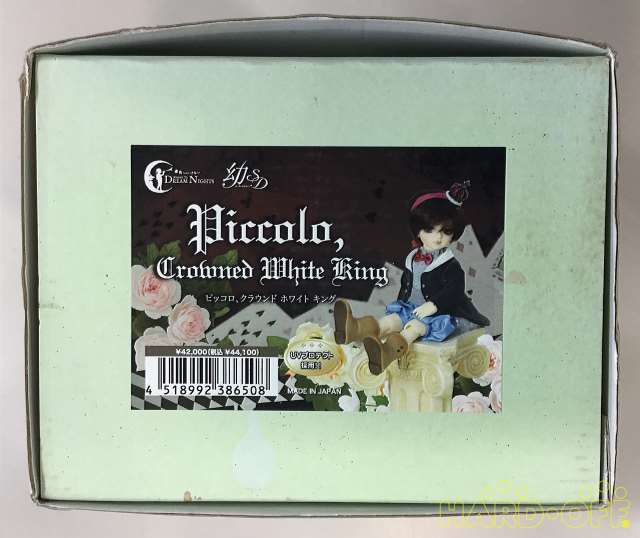 DREAM NIGHTS
幼SD
Piccolo,
Crowned White King
ピッコロ、クラウンド ホワイト キング
¥42,000(税込 ¥44,100)
4 518992 386508
UVプロテクト
採用!!
MADE IN JAPAN
HARD·OFF